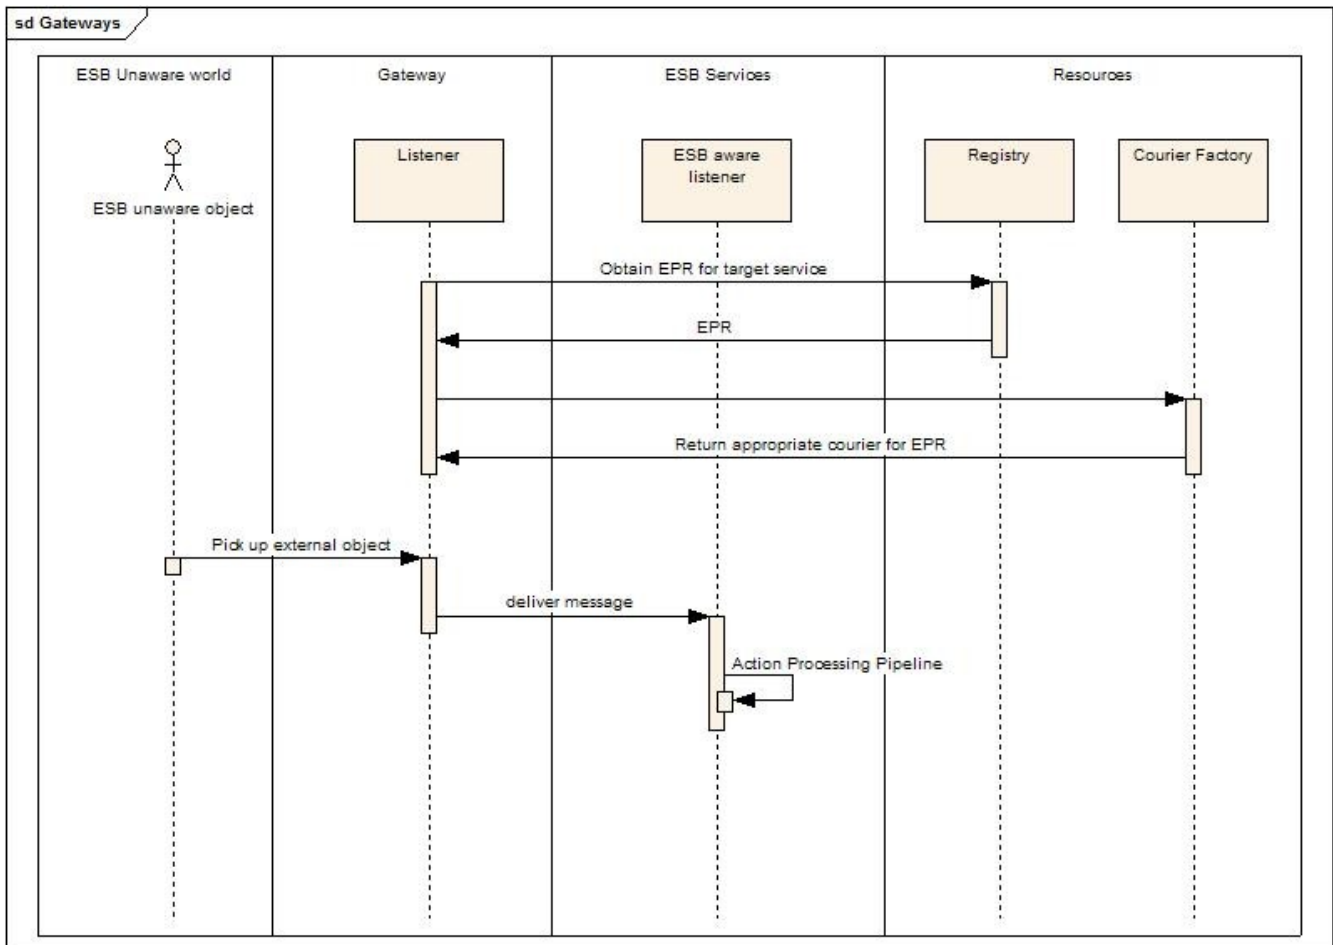 sd Gateways
ESB Unaware world
Gateway
ESB Services
Resources
ESB unaware object
Listener
ESB aware
listener
Registry
Courier Factory
Obtain EPR for target service
EPR
Return appropriate courier for EPR
Pick up external object
deliver message
Action Processing Pipeline